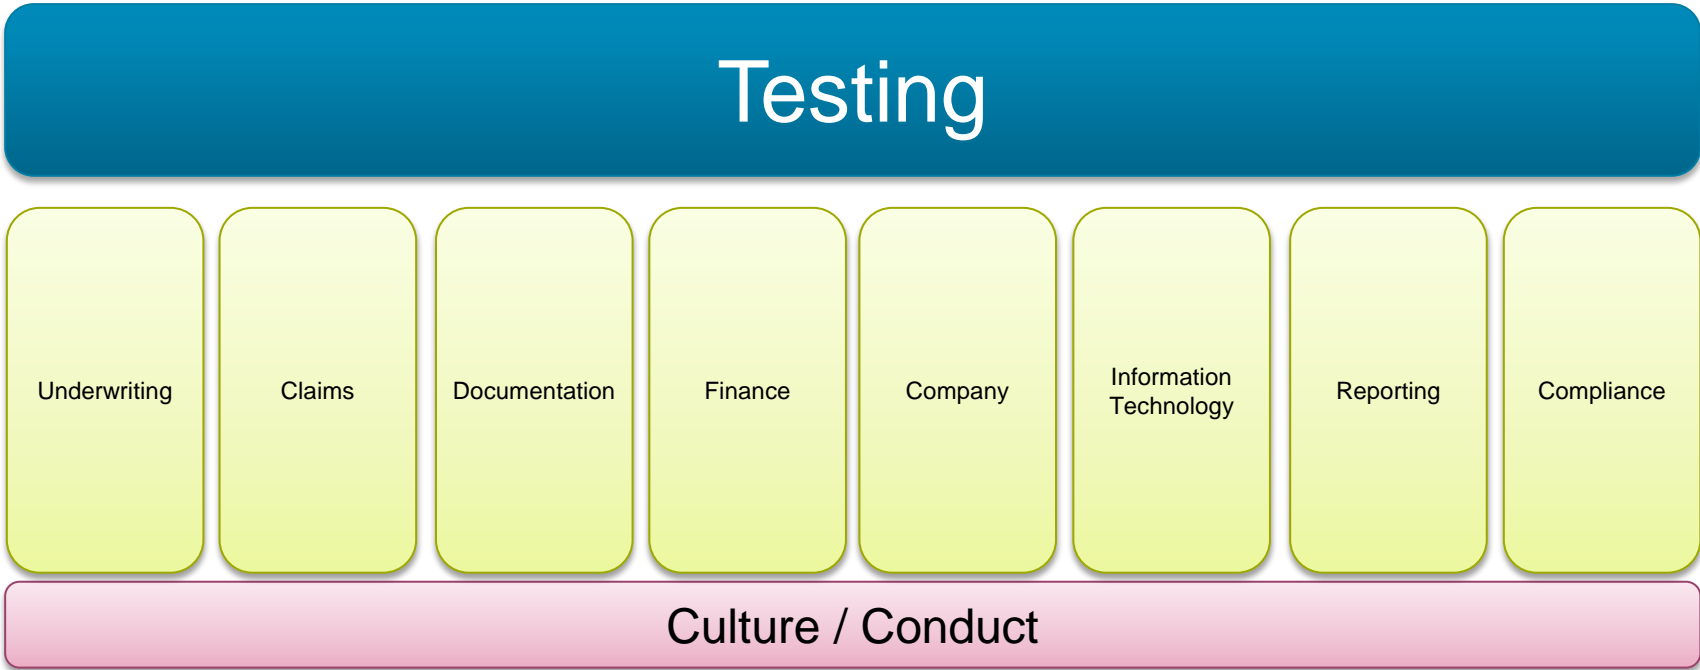 Testing
Underwriting
Claims
Documentation
Finance
Company
Information
Technology
Reporting
Compliance
Culture / Conduct